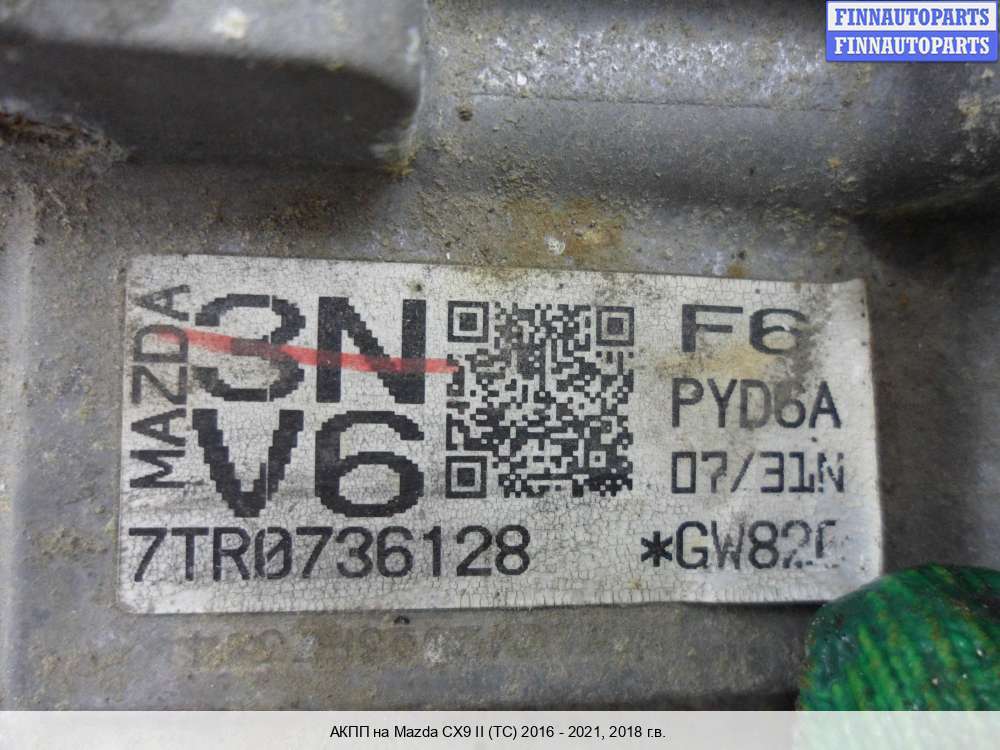 FINNAUTOPARTS
FINNAUTOPARTS
MAZDA
3N
V6
F6
PYD6A
07/31N
7TR0736128
*GW826
АКПП на Mazda CX9 II (TC) 2016 - 2021, 2018 г.в.